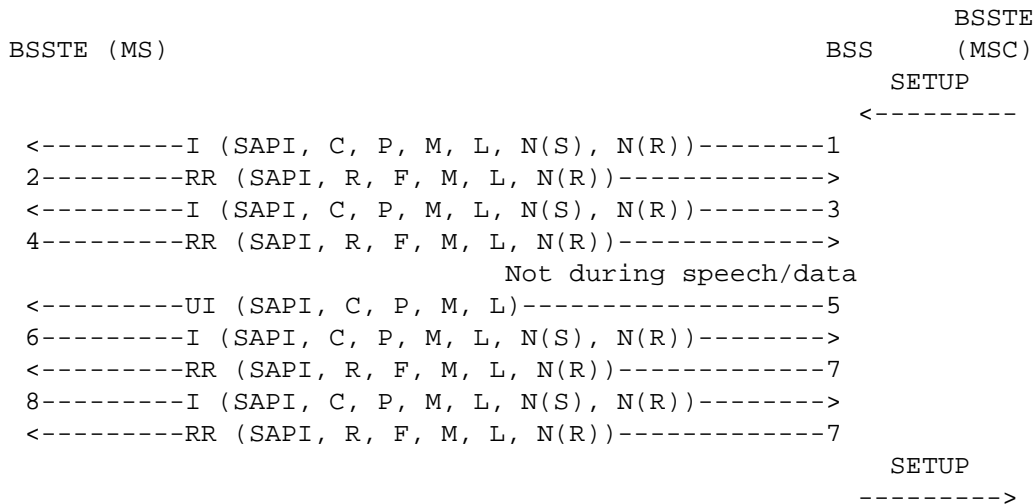 BSSTE
BSSTE (MS) BSS (MSC)
SETUP
<---------
<---------I (SAPI, C, P, M, L, N(S), N(R))--------1
2---------RR (SAPI, R, F, M, L, N(R))------------->
<---------I (SAPI, C, P, M, L, N(S), N(R))--------3
4---------RR (SAPI, R, F, M, L, N(R))------------->
Not during speech/data
<---------UI (SAPI, C, P, M, L)-------------------5
6---------I (SAPI, C, P, M, L, N(S), N(R))-------->
<---------RR (SAPI, R, F, M, L, N(R))-------------7
8---------I (SAPI, C, P, M, L, N(S), N(R))-------->
<---------RR (SAPI, R, F, M, L, N(R))-------------7
SETUP
--------->